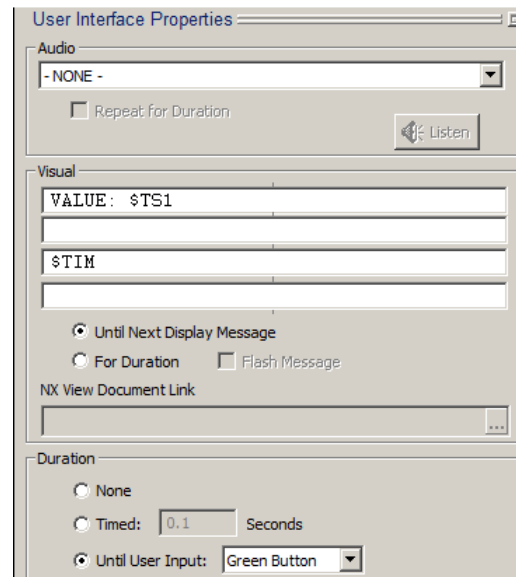 User Interface Properties
Audio
- NONE -
Repeat for Duration
Listen
Visual
VALUE: $TS1
$TIM
Until Next Display Message
For Duration
Flash Message
NX View Document Link
...
Duration
None
Timed: 0.1 Seconds
Until User Input: Green Button